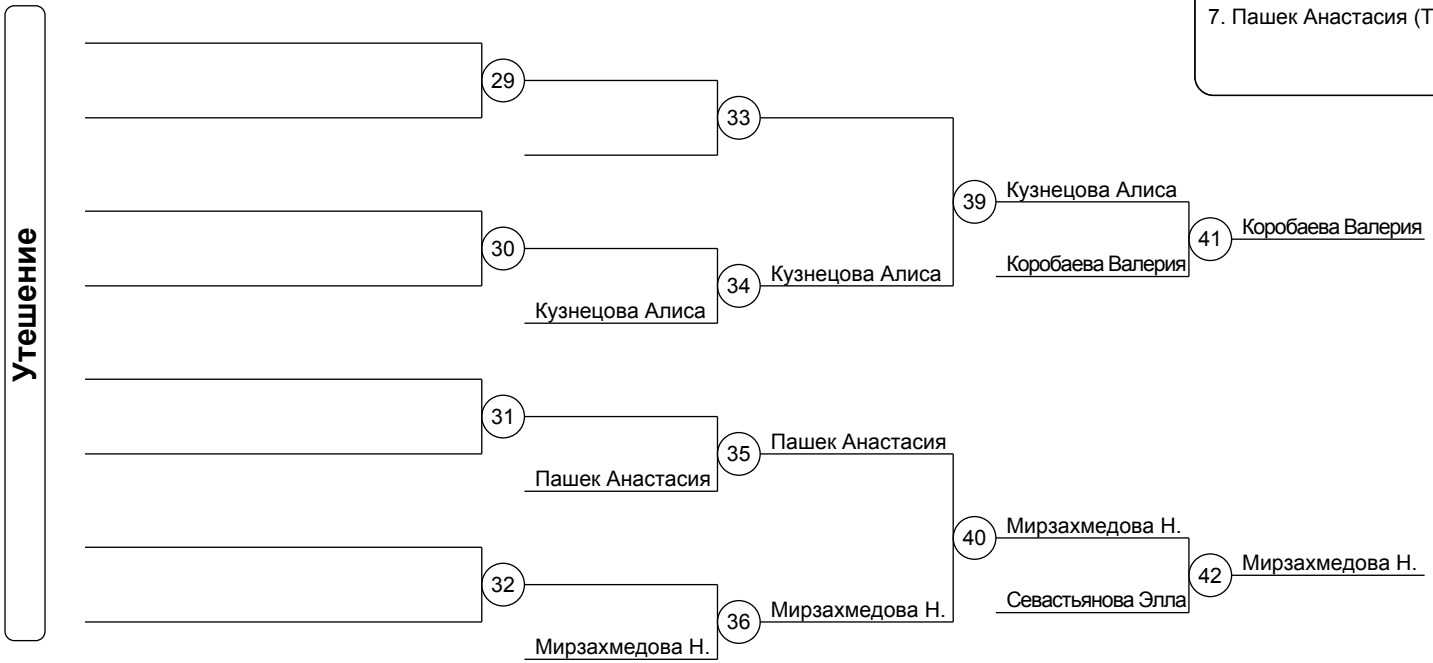 7. Пашек Анастасия (Т
Утешение
29
33
39
Кузнецова Алиса
41
Коробаева Валерия
Коробаева Валерия
30
34
Кузнецова Алиса
Кузнецова Алиса
31
35
Пашек Анастасия
Пашек Анастасия
40
Мирзахмедова Н.
42
Мирзахмедова Н.
Севастьянова Элла
32
36
Мирзахмедова Н.
Мирзахмедова Н.